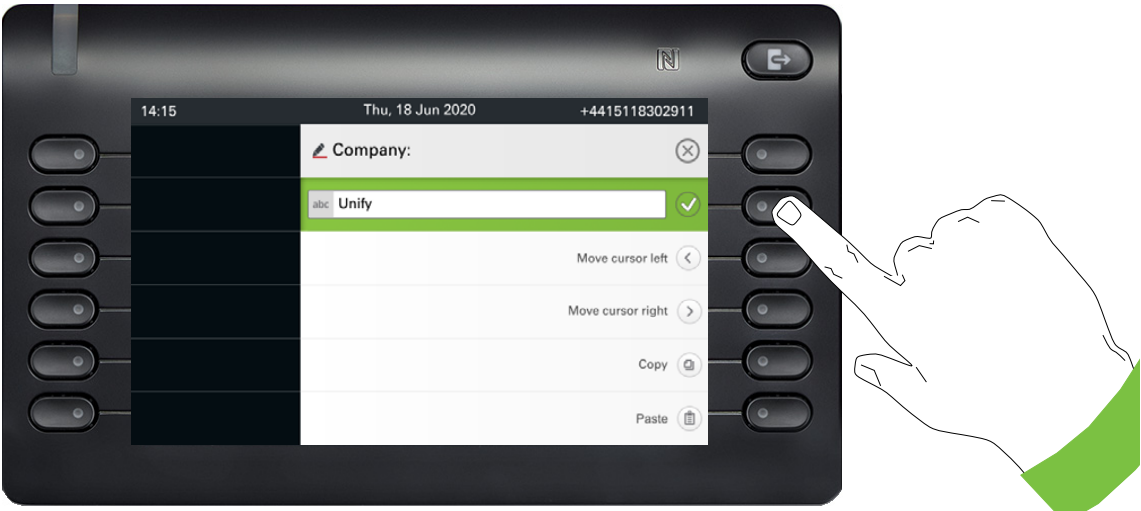 14:15 Thu, 18 Jun 2020 +4415118302911
Company:
abc Unify
Move cursor left
Move cursor right
Copy
Paste